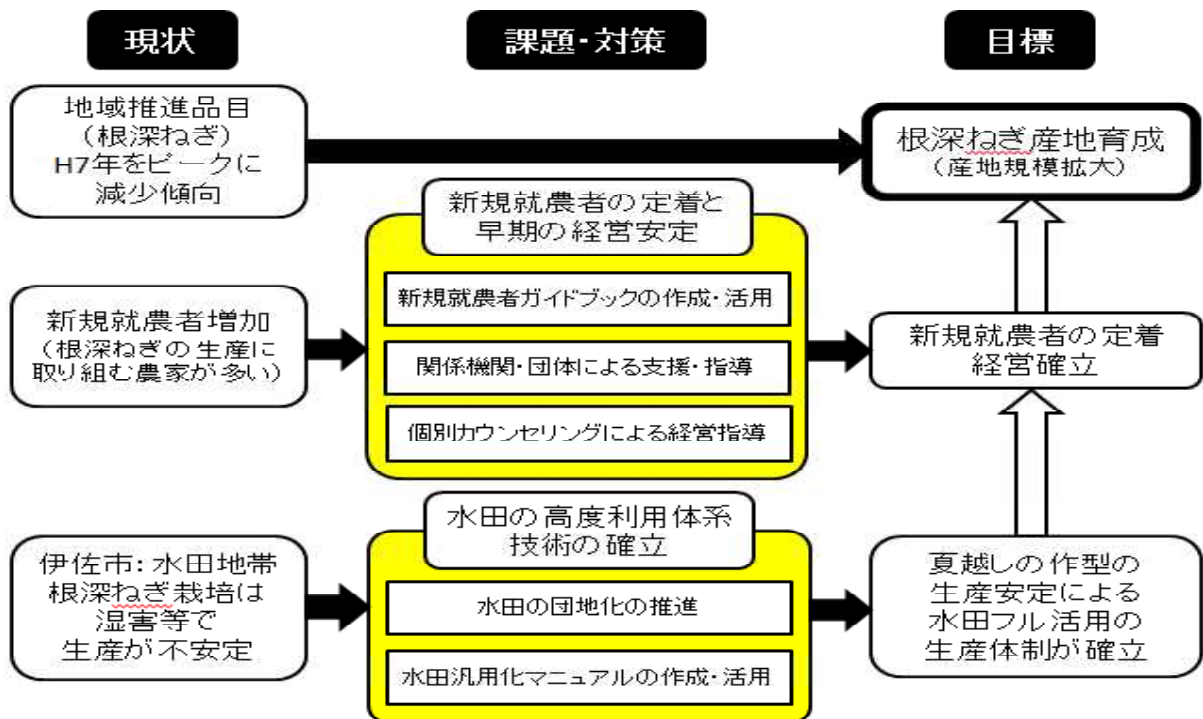 現状
課題・対策
目標
地域推進品目
(根深ねぎ)
H7年をピークに
減少傾向
根深ねぎ産地育成
(産地規模拡大)
新規就農者の定着と
早期の経営安定
新規就農者ガイドブックの作成・活用
関係機関・団体による支援・指導
個別カウンセリングによる経営指導
新規就農者増加
(根深ねぎの生産に
取り組む農家が多い)
新規就農者の定着
経営確立
水田の高度利用体系
技術の確立
水田の団地化の推進
水田汎用化マニュアルの作成・活用
伊佐市:水田地帯
根深ねぎ栽培は
湿害等で
生産が不安定
夏越しの作型の
生産安定による
水田フル活用の
生産体制が確立